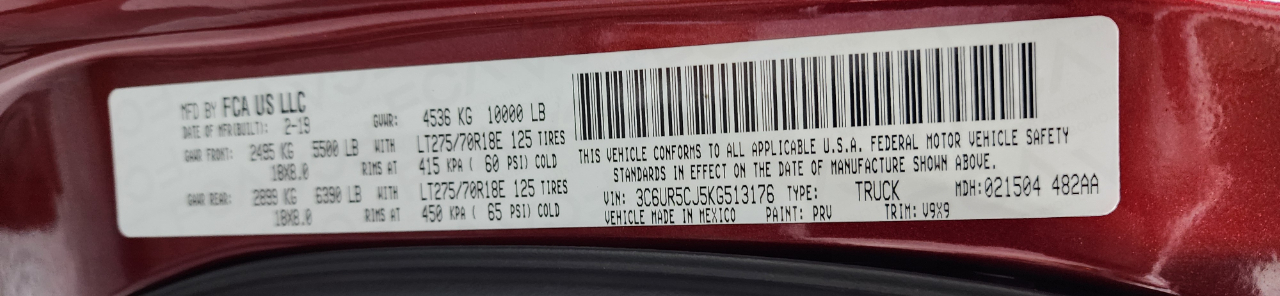 MFD BY FCA US LLC
DATE OF MFR(BUILT): 2-19 GVWR: 4536 KG 10000 LB
GAWR FRONT: 2495 KG 5500 LB WITH LT275/70R18E 125 TIRES
18X8.0 RIMS AT 415 KPA ( 60 PSI) COLD
GAWR REAR: 2898 KG 6390 LB WITH LT275/70R18E 125 TIRES
18X8.0 RIMS AT 450 KPA ( 65 PSI) COLD
THIS VEHICLE CONFORMS TO ALL APPLICABLE U.S.A. FEDERAL MOTOR VEHICLE SAFETY
STANDARDS IN EFFECT ON THE DATE OF MANUFACTURE SHOWN ABOVE.
VIN: 3C6UR5CJ5KG513176 TYPE: TRUCK MDH:021504 482AA
VEHICLE MADE IN MEXICO PAINT: PRV TRIM: V9X9